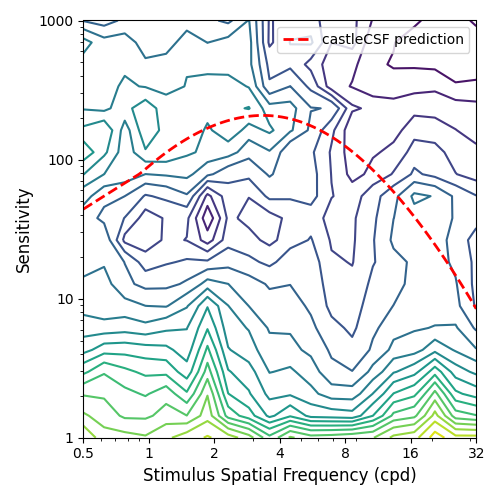 1000
castleCSF prediction
100
10
1
Sensitivity
0.5 1 2 4 8 16 32
Stimulus Spatial Frequency (cpd)